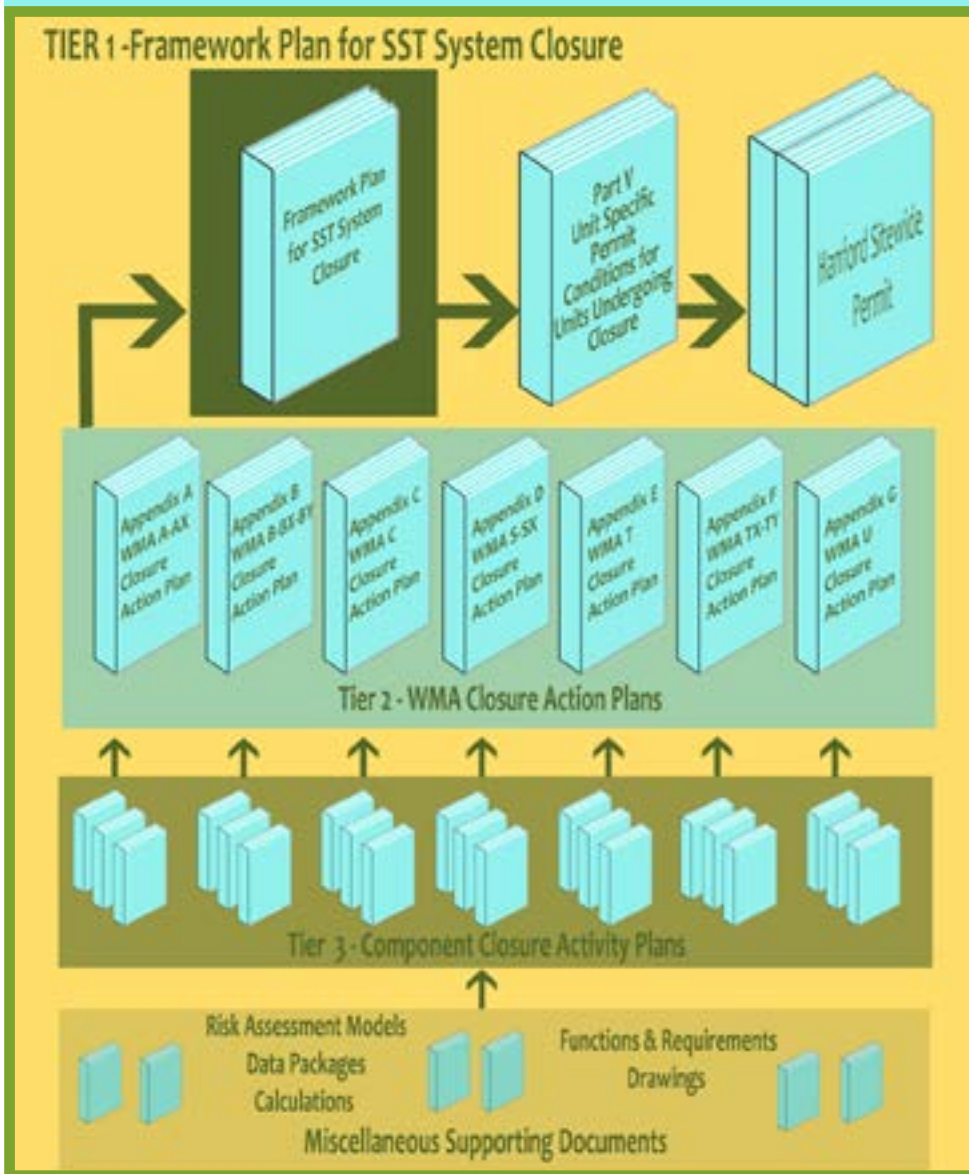 TIER 1 -Framework Plan for SST System Closure
Framework Plan
for SST System
Closure
Part V
Unit Specific
Permit
Conditions for
Units Undergoing
Closure
Hanford Sitewide
Permit
Appendix A
WMA A-AX
Closure
Action Plan
Appendix B
WMA B-BX-BY
Closure
Action Plan
Appendix C
WMA C
Closure
Action Plan
Appendix D
WMA S-SX
Closure
Action Plan
Appendix E
WMA T
Closure
Action Plan
Appendix F
WMA TX-TY
Closure
Action Plan
Appendix G
WMA U
Closure
Action Plan
Tier 2 - WMA Closure Action Plans
Tier 3 - Component Closure Activity Plans
Risk Assessment Models
Data Packages
Calculations
Functions & Requirements
Drawings
Miscellaneous Supporting Documents